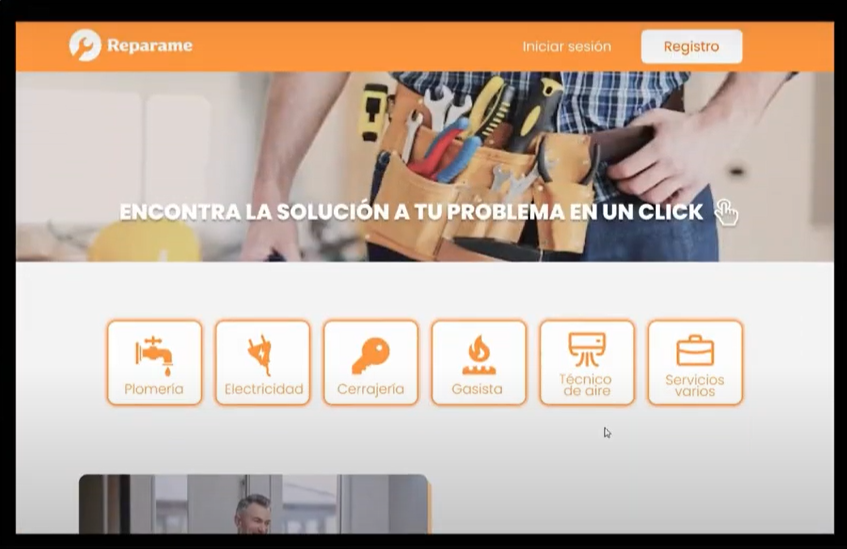 Reparame
Iniciar sesión
Registro
ENCONTRA LA SOLUCIÓN A TU PROBLEMA EN UN CLICK
Plomería
Electricidad
Cerrajería
Gasista
Técnico
de aire
Servicios
varios